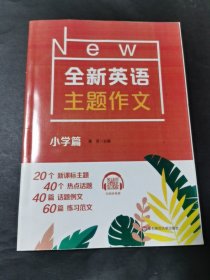 New
全新英语
主题作文
小学篇
20个 新课标主题
40个 热点话题
40篇 话题例文
60篇 练习范文